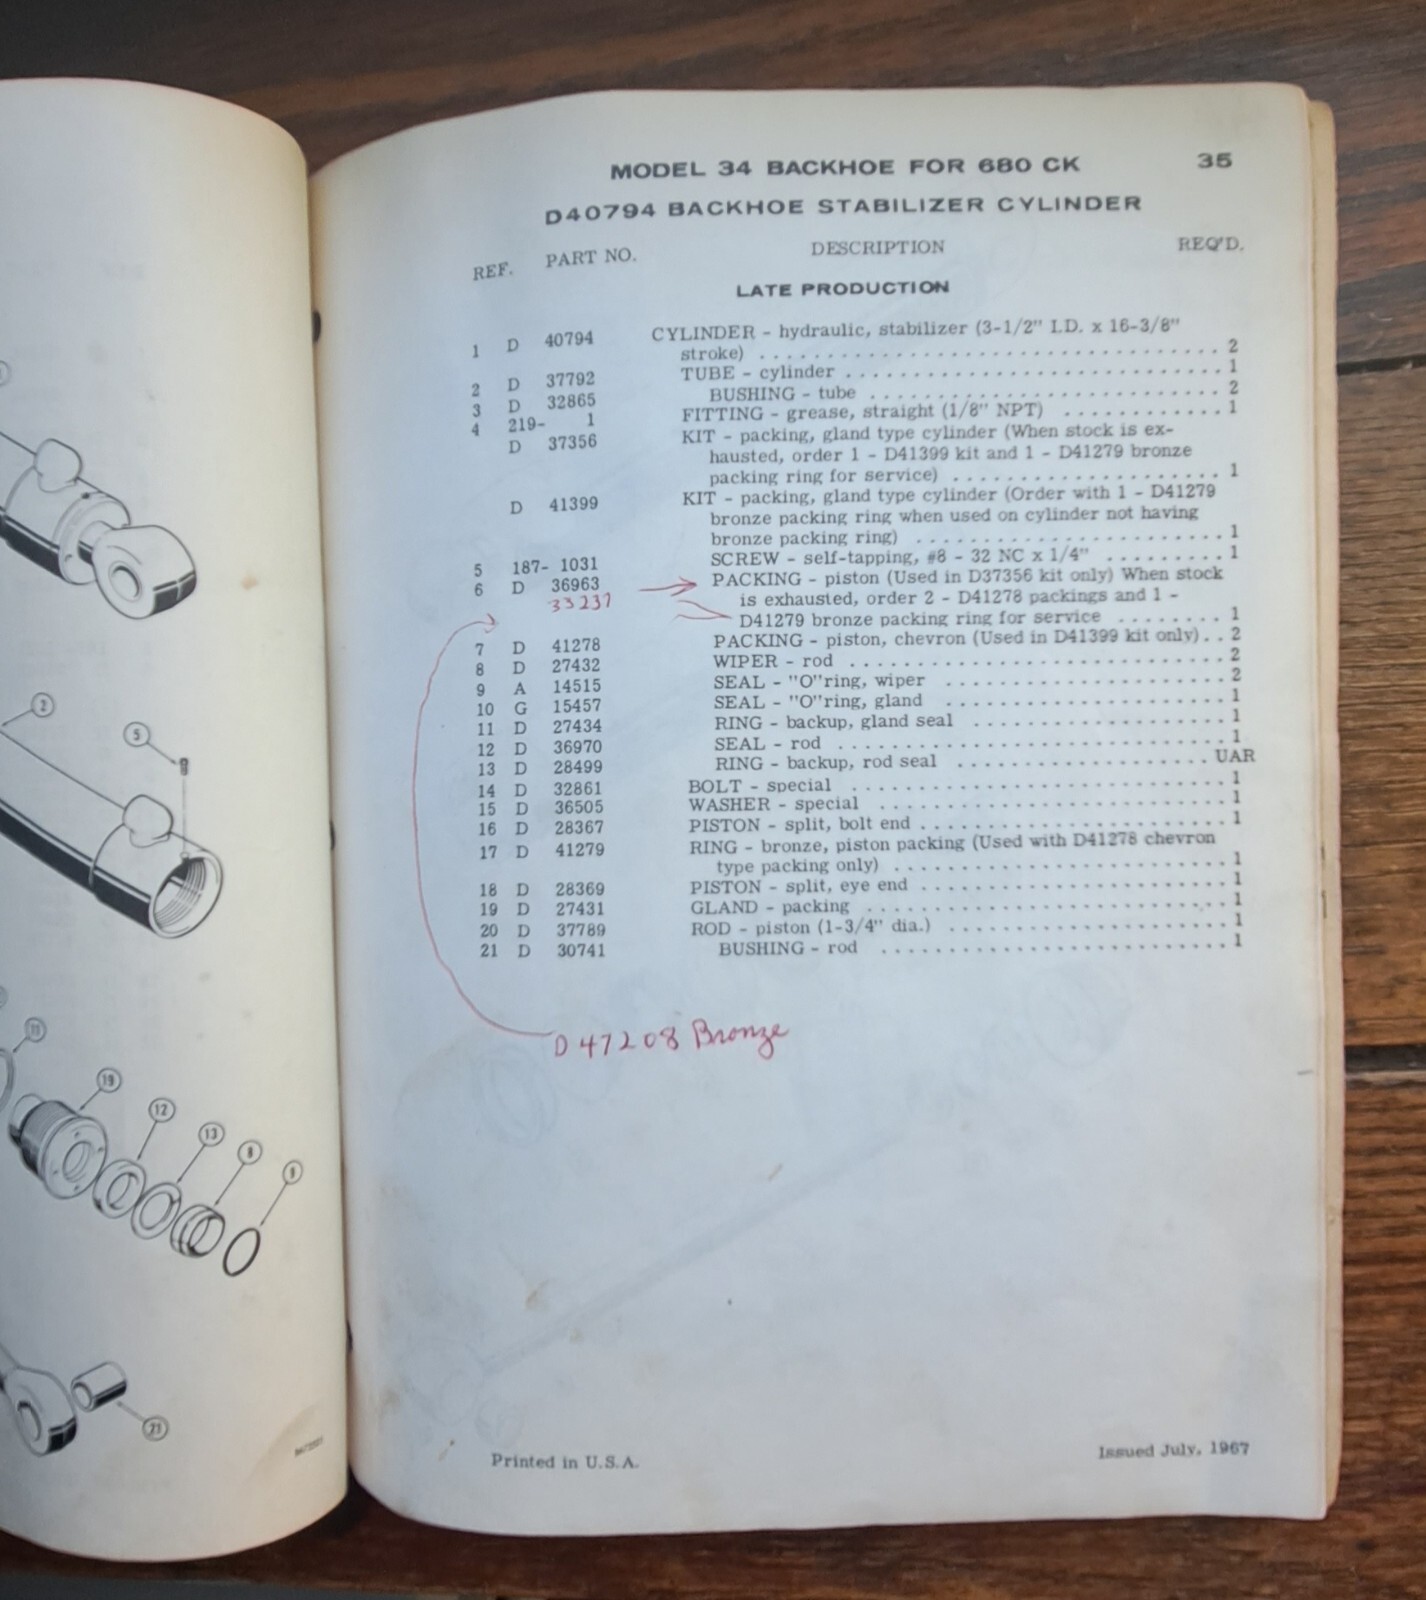 MODEL 34 BACKHOE FOR 680 CK 35
D40794 BACKHOE STABILIZER CYLINDER
REF. PART NO. DESCRIPTION REQ'D.
LATE PRODUCTION
1 D 40794 CYLINDER - hydraulic, stabilizer (3-1/2" I.D. x 16-3/8"
stroke) . . . . . . . . . . . . . . . . . . . . 2
2 D 37792 TUBE - cylinder . . . . . . . . . . . . . . . . . . . . 1
3 D 32865 BUSHING - tube . . . . . . . . . . . . . . . . . . . . 2
4 219- 1 FITTING - grease, straight (1/8" NPT) . . . . . . . . . . . . 1
D 37356 KIT - packing, gland type cylinder (When stock is ex-
hausted, order 1 - D41399 kit and 1 - D41279 bronze
packing ring for service) . . . . . . . . . . . . . . . . . . . . 1
D 41399 KIT - packing, gland type cylinder (Order with 1 - D41279
bronze packing ring when used on cylinder not having
bronze packing ring) . . . . . . . . . . . . . . . . . . . . 1
5 187- 1031 SCREW - self-tapping, #8 - 32 NC x 1/4" . . . . . . . . . 1
6 D 36963 PACKING - piston (Used in D37356 kit only) When stock
33237 is exhausted, order 2 - D41278 packings and 1 -
D41279 bronze packing ring for service . . . . . . . . 1
7 D 41278 PACKING - piston, chevron (Used in D41399 kit only) . . 2
8 D 27432 WIPER - rod . . . . . . . . . . . . . . . . . . . . 2
9 A 14515 SEAL - "O"ring, wiper . . . . . . . . . . . . . . . . . . . . 2
10 G 15457 SEAL - "O"ring, gland . . . . . . . . . . . . . . . . . . . . 1
11 D 27434 RING - backup, gland seal . . . . . . . . . . . . . . . . . . . 1
12 D 36970 SEAL - rod . . . . . . . . . . . . . . . . . . . . 1
13 D 28499 RING - backup, rod seal . . . . . . . . . . . . . . . . . . . UAR
14 D 32861 BOLT - special . . . . . . . . . . . . . . . . . . . . 1
15 D 36505 WASHER - special . . . . . . . . . . . . . . . . . . . . 1
16 D 28367 PISTON - split, bolt end . . . . . . . . . . . . . . . . . . . . 1
17 D 41279 RING - bronze, piston packing (Used with D41278 chevron
type packing only) . . . . . . . . . . . . . . . . . . . . 1
18 D 28369 PISTON - split, eye end . . . . . . . . . . . . . . . . . . . . 1
19 D 27431 GLAND - packing . . . . . . . . . . . . . . . . . . . . 1
20 D 37789 ROD - piston (1-3/4" dia.) . . . . . . . . . . . . . . . . . . . . 1
21 D 30741 BUSHING - rod . . . . . . . . . . . . . . . . . . . . 1
D 47208 Bronze
Printed in U.S.A. Issued July, 1967
2
5
11
19
12
13
8
9
21